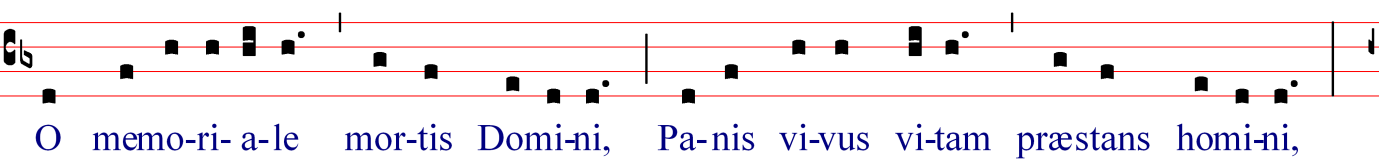 O memo-ri- a-le mor-tis Domi-ni, Pa-nis vi-vus vi-tam præstans homi-ni,